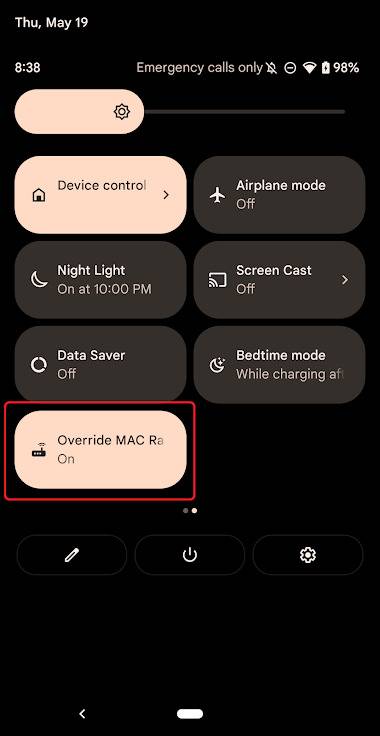 Thu, May 19
8:38 Emergency calls only 98%
Device control
Airplane mode
Off
Night Light
On at 10:00 PM
Screen Cast
Off
Data Saver
Off
Bedtime mode
While charging aft
Override MAC Ra
On